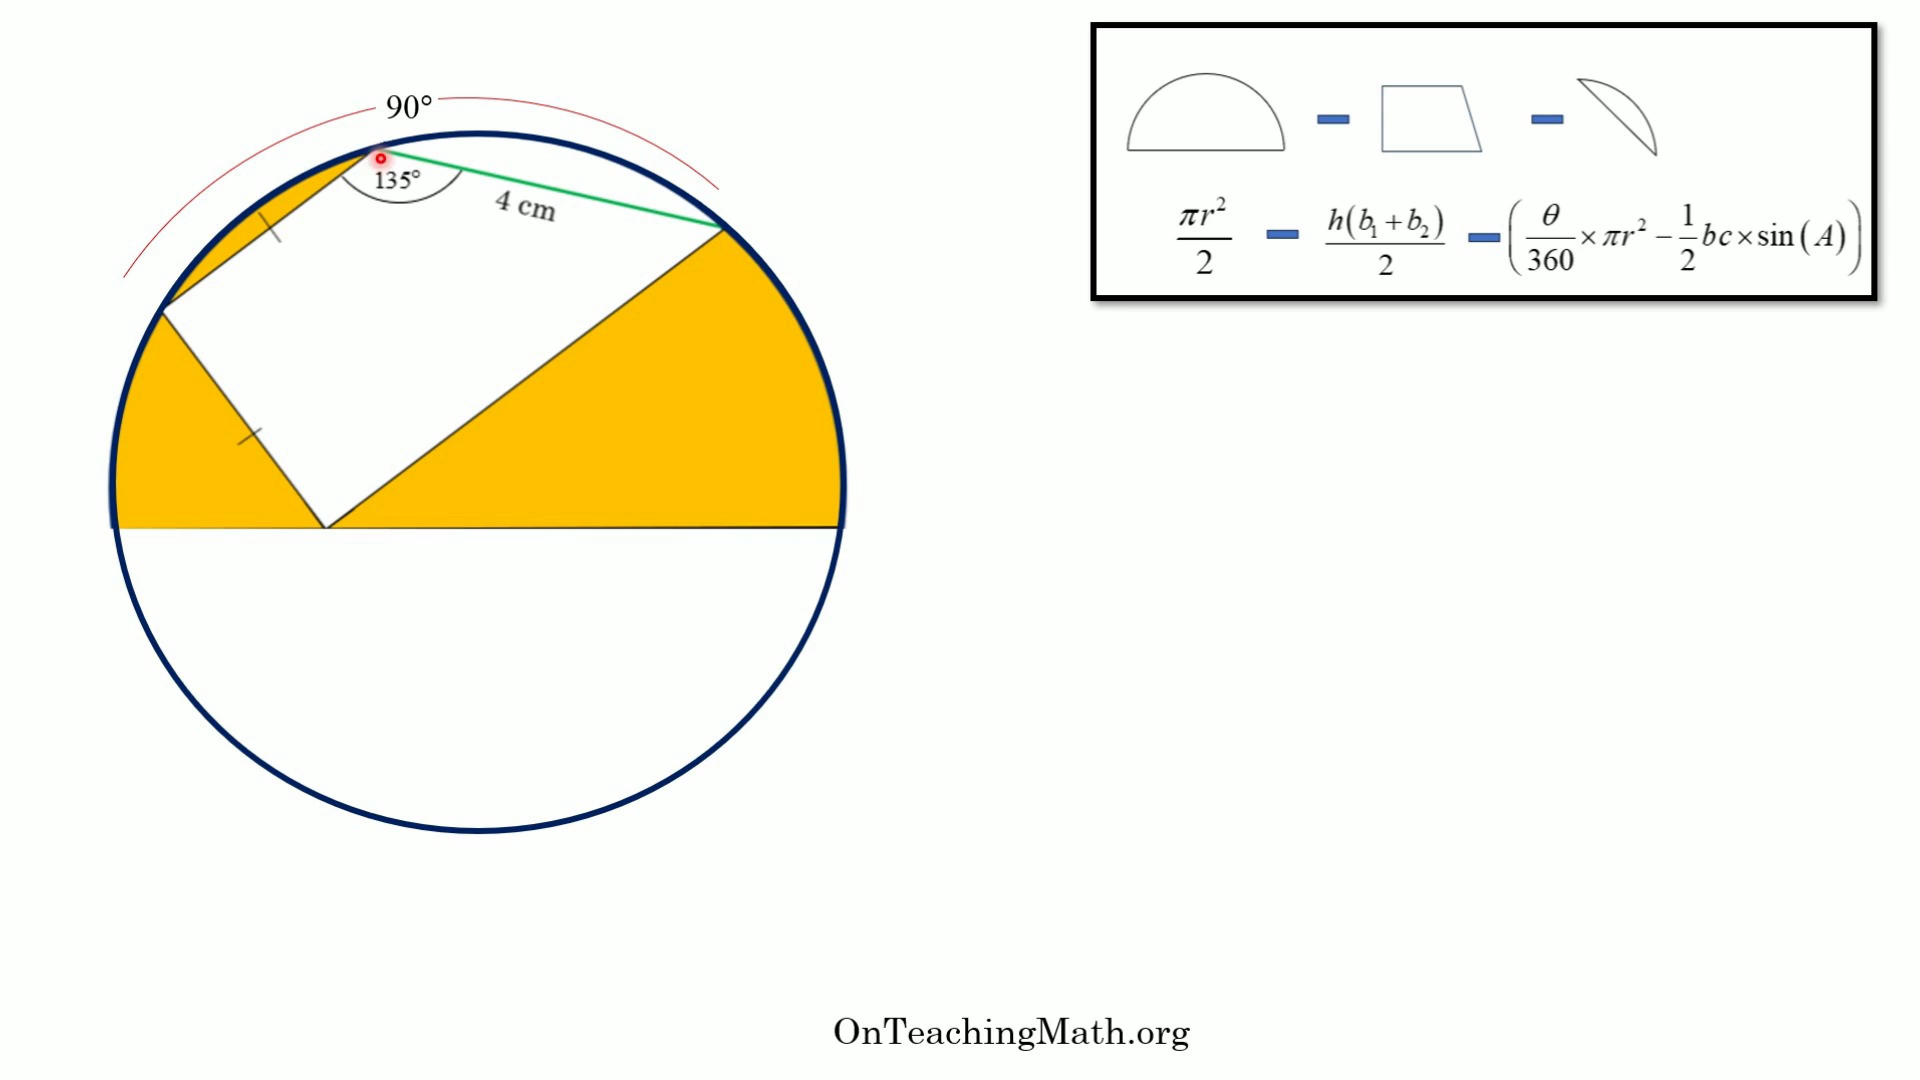 90°
135°
4 cm
πr²/2 − h(b₁+b₂)/2 − (θ/360 × πr² − 1/2 bc × sin(A))
OnTeachingMath.org